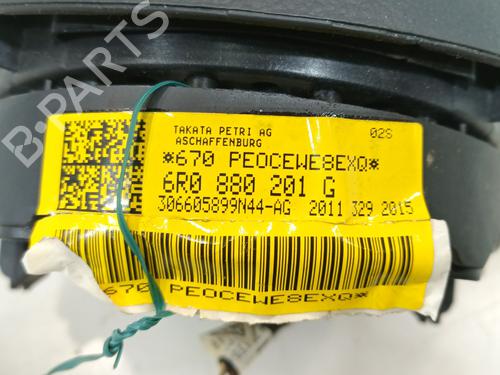 B-PARTS
TAKATA PETRI AG
ASCHAFFENBURG
02S
*670 PEOCEWE8EXQ*
6R0 880 201 G
306605899N44-AG 2011 329 2015
*670 PEOCEWE8EXQ*